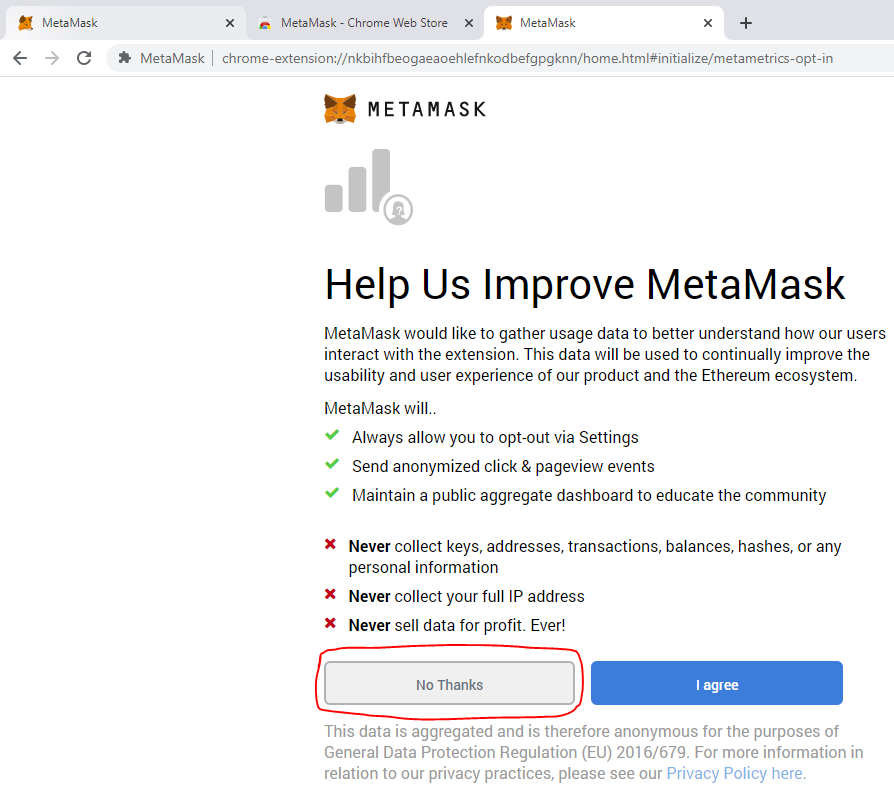 MetaMask
MetaMask - Chrome Web Store
MetaMask
MetaMask | chrome-extension://nkbihfbeogaeaoehlefnkodbefgpgknn/home.html#initialize/metametrics-opt-in
METAMASK
Help Us Improve MetaMask
MetaMask would like to gather usage data to better understand how our users
interact with the extension. This data will be used to continually improve the
usability and user experience of our product and the Ethereum ecosystem.
MetaMask will..
Always allow you to opt-out via Settings
Send anonymized click & pageview events
Maintain a public aggregate dashboard to educate the community
Never collect keys, addresses, transactions, balances, hashes, or any
personal information
Never collect your full IP address
Never sell data for profit. Ever!
No Thanks
I agree
This data is aggregated and is therefore anonymous for the purposes of
General Data Protection Regulation (EU) 2016/679. For more information in
relation to our privacy practices, please see our Privacy Policy here.